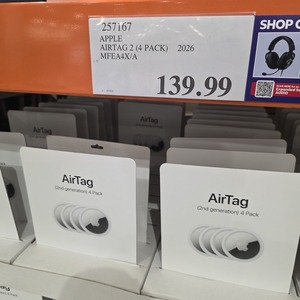 257167
APPLE
AIRTAG 2 (4 PACK) 2026
MFEA4X/A
139.99
SHOP O
AUDIO
AirTag
(2nd generation) 4 Pack
AirTag
(2nd generation) 4 Pack